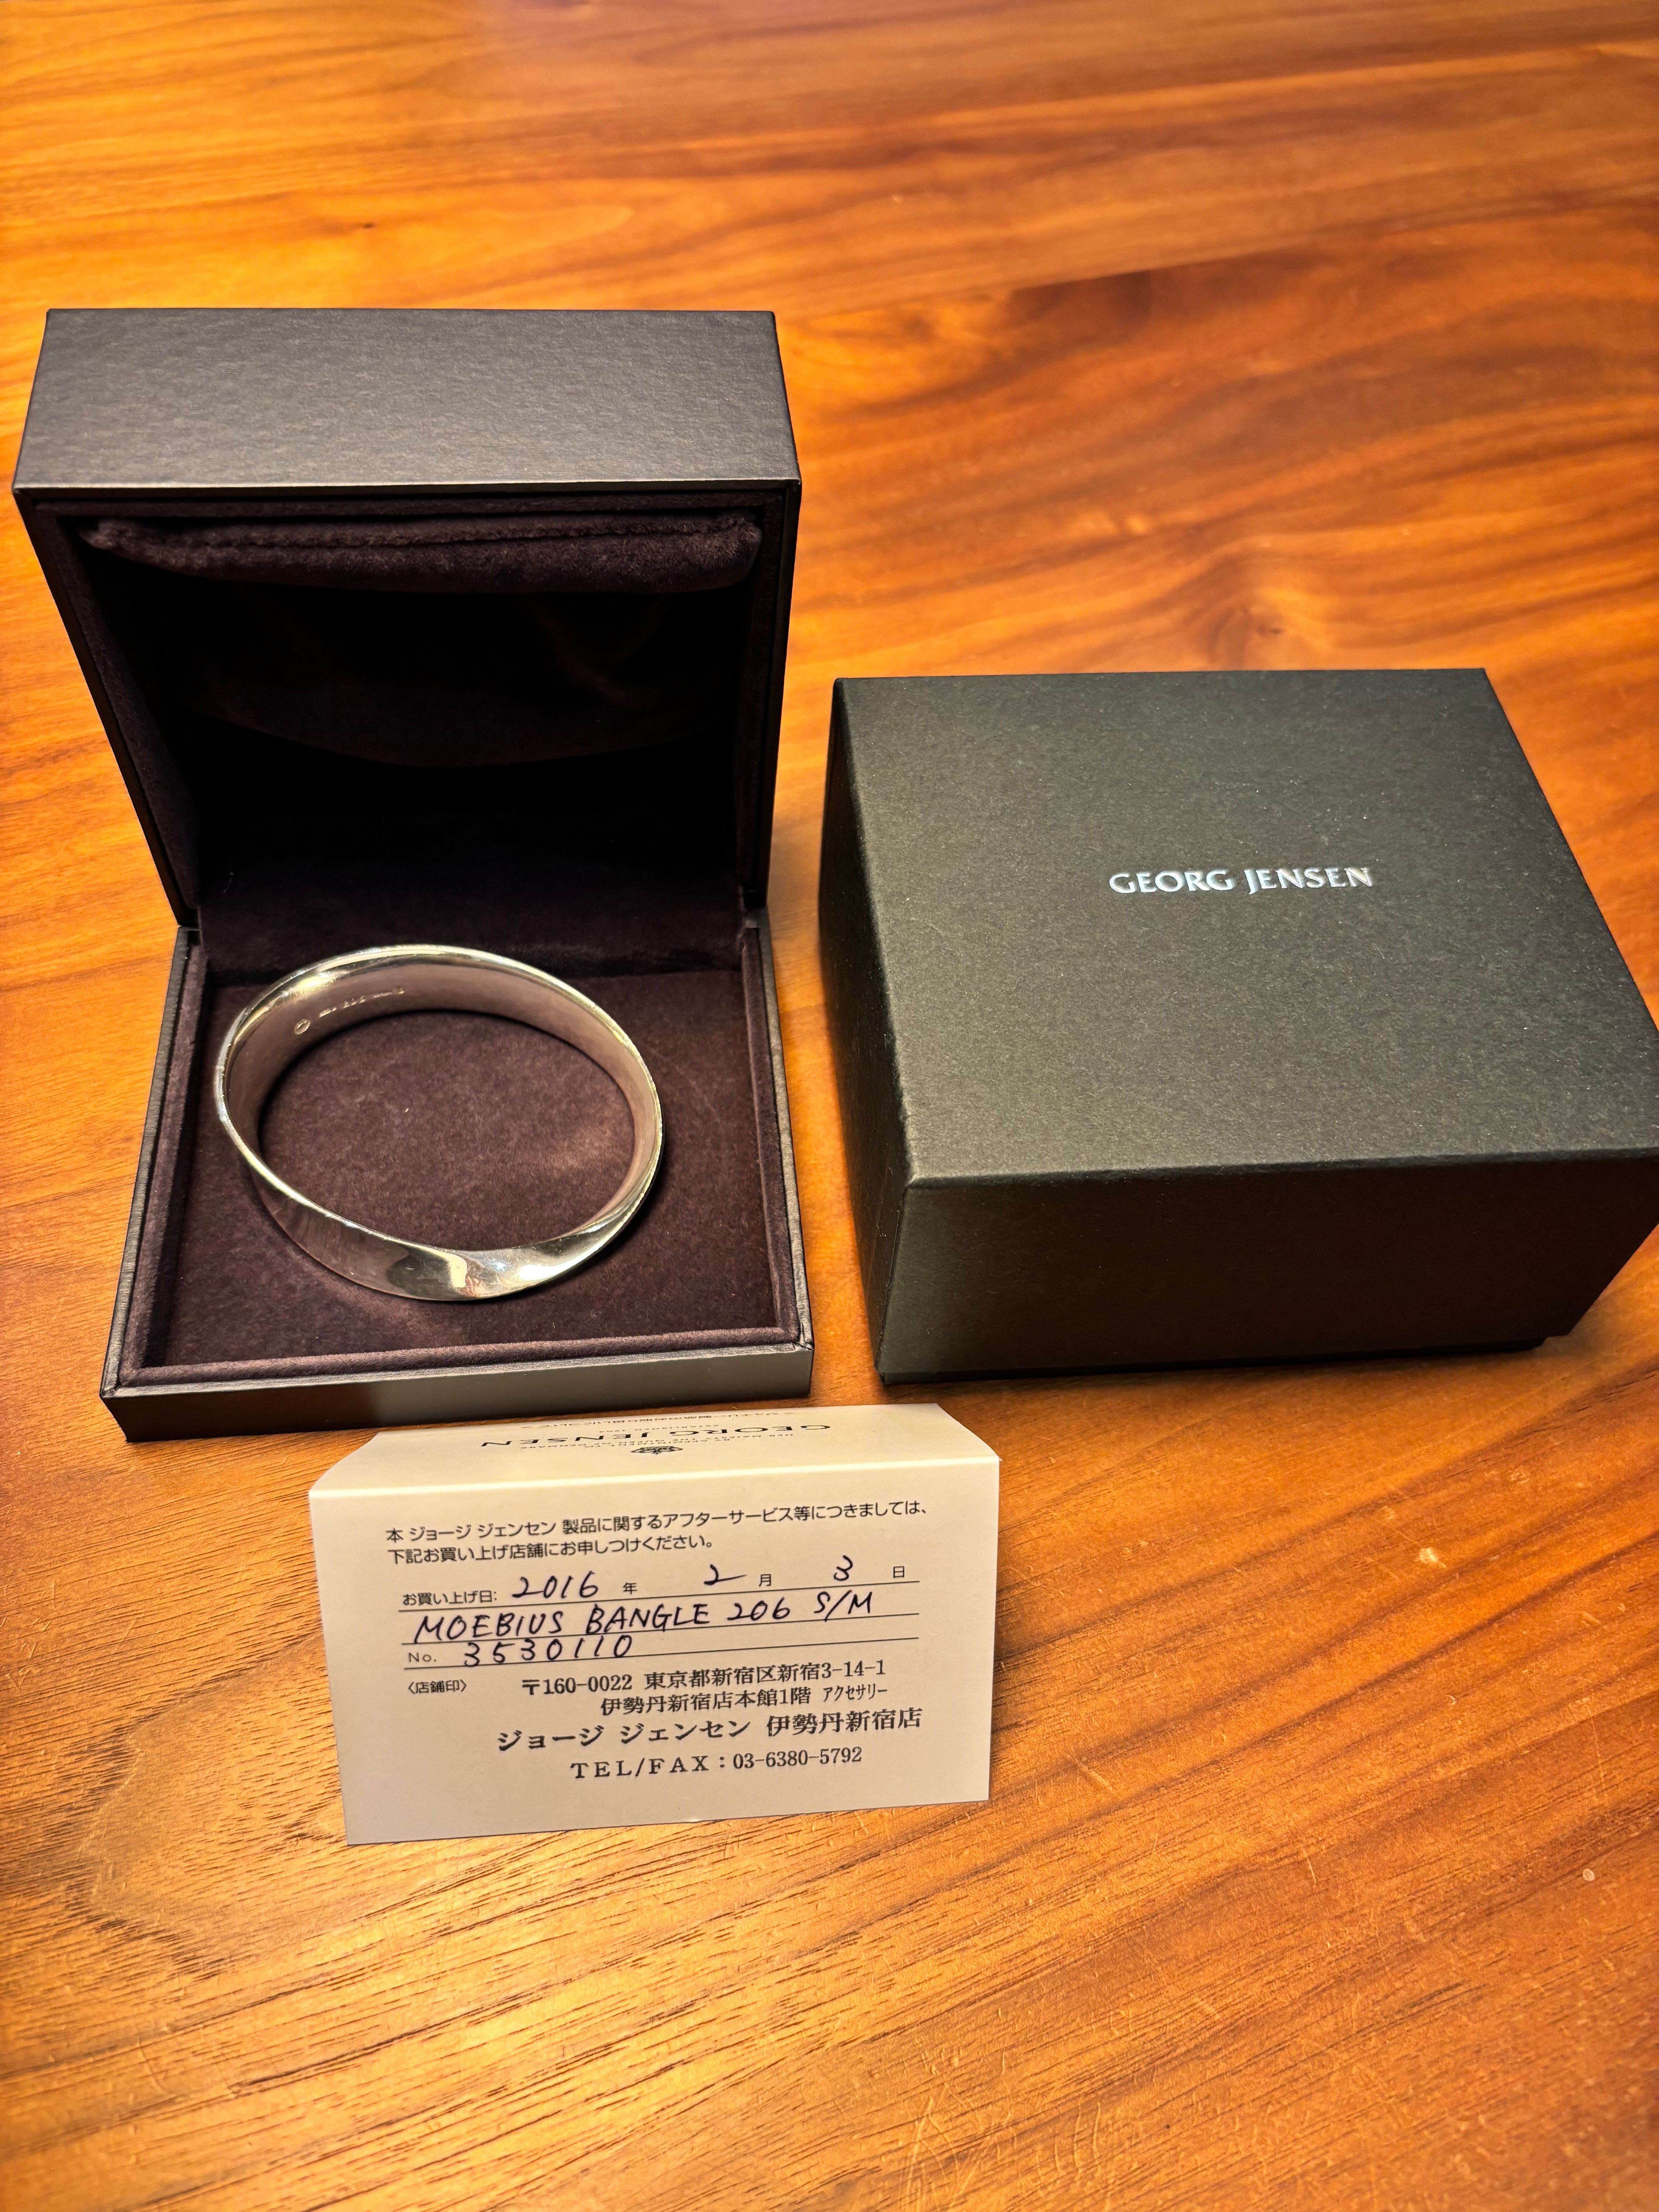 GEORG JENSEN
GEORG JENSEN
本 ジョージ ジェンセン 製品に関するアフターサービス等につきましては、
下記お買い上げ店舗にお申しつけください。
お買い上げ日: 2016 年 2 月 3 日
MOEBIUS BANGLE 206 S/M
No. 3530110
〈店舗印〉 〒160-0022 東京都新宿区新宿3-14-1
伊勢丹新宿店本館1階 アクセサリー
ジョージ ジェンセン 伊勢丹新宿店
TEL/FAX：03-6380-5792